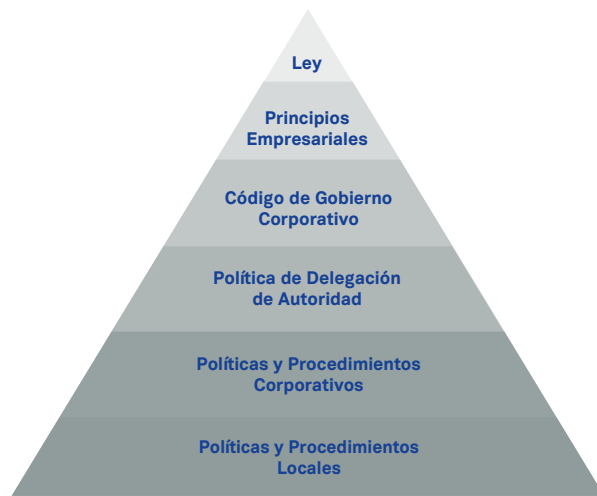 Ley
Principios
Empresariales
Código de Gobierno
Corporativo
Política de Delegación
de Autoridad
Políticas y Procedimientos
Corporativos
Políticas y Procedimientos
Locales